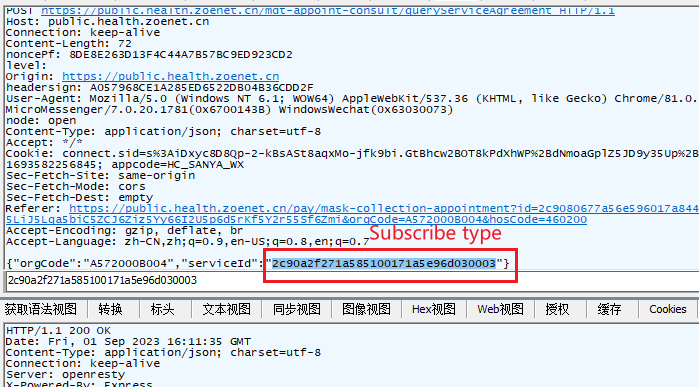 POST https://public.health.zoenet.cn/mdt-appoint-consult/queryServiceAgreement HTTP/1.1
Host: public.health.zoenet.cn
Connection: keep-alive
Content-Length: 72
noncePf: 8DE8E263D13F4C44A7B57BC9ED923CD2
level:
Origin: https://public.health.zoenet.cn
headersign: A057968CE1A285ED6522DB04B36CDD2F
User-Agent: Mozilla/5.0 (Windows NT 6.1; WOW64) AppleWebKit/537.36 (KHTML, like Gecko) Chrome/81.0.
MicroMessenger/7.0.20.1781(0x6700143B) WindowsWechat(0x63030073)
node: open
Content-Type: application/json; charset=utf-8
Accept: */*
Cookie: connect.sid=s%3AiDxyc8D8Qp-2-kBsASt8aqxMo-jfk9bi.GtBhcw2BOT8kPdXhWP%2BdNmoaGplZ5JD9y35Up%2B
1693582256845; appcode=HC_SANYA_WX
Sec-Fetch-Site: same-origin
Sec-Fetch-Mode: cors
Sec-Fetch-Dest: empty
Referer: https://public.health.zoenet.cn/pay/mask-collection-appointment?id=2c9080677a56e596017a844
5LiJ5Lqa5biC5ZCJ6Ziz5Yy66I2U5p6d5rKf5Y2r55Sf6Zmi&orgCode=A572000B004&hosCode=460200
Accept-Encoding: gzip, deflate, br
Accept-Language: zh-CN,zh;q=0.9,en-US;q=0.8,en;q=0.7
Subscribe type
{"orgCode":"A572000B004","serviceId":"2c90a2f271a585100171a5e96d030003"}
2c90a2f271a585100171a5e96d030003
获取语法视图 转换 标头 文本视图 同步视图 图像视图 Hex视图 Web视图 授权 缓存 Cookies
HTTP/1.1 200 OK
Date: Fri, 01 Sep 2023 16:11:35 GMT
Content-Type: application/json; charset=utf-8
Connection: keep-alive
Server: openresty
X-Powered-By: Express